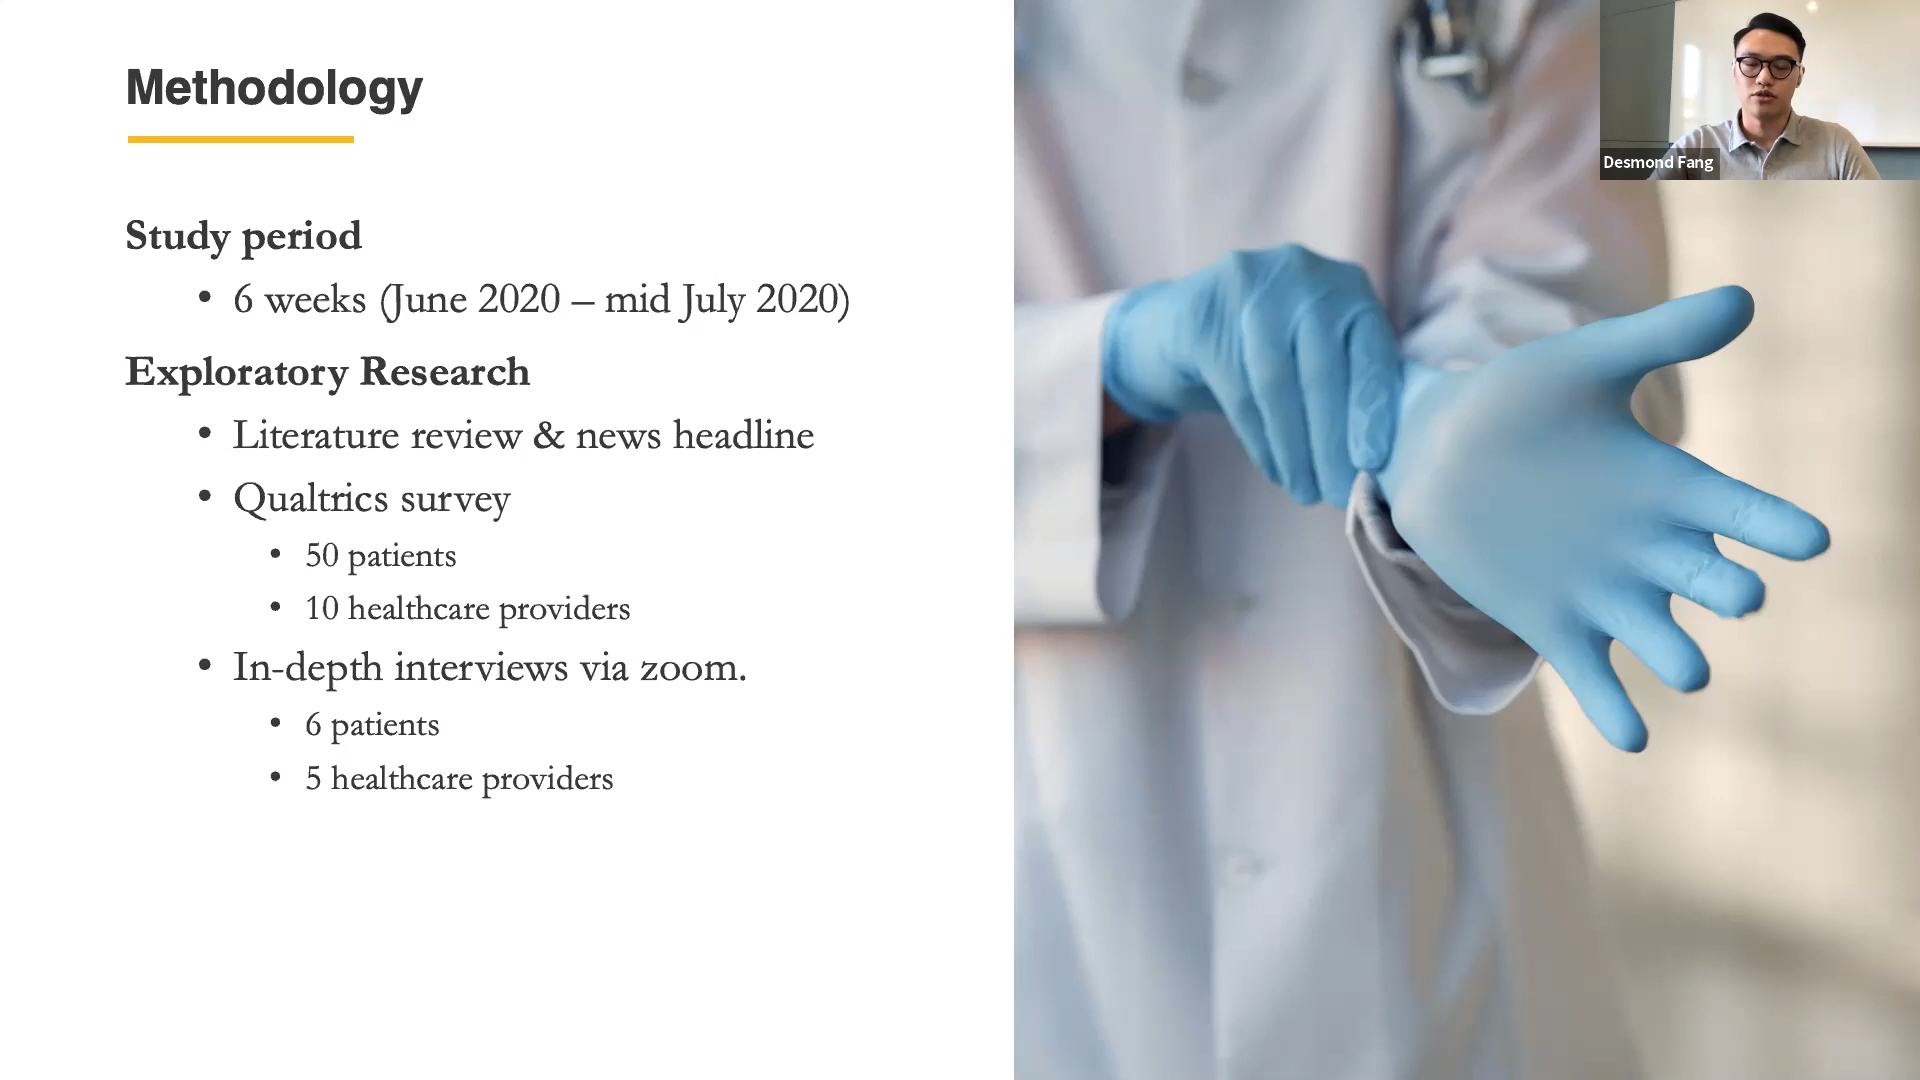 Methodology
Desmond Fang
Study period
• 6 weeks (June 2020 – mid July 2020)
Exploratory Research
• Literature review & news headline
• Qualtrics survey
• 50 patients
• 10 healthcare providers
• In-depth interviews via zoom.
• 6 patients
• 5 healthcare providers